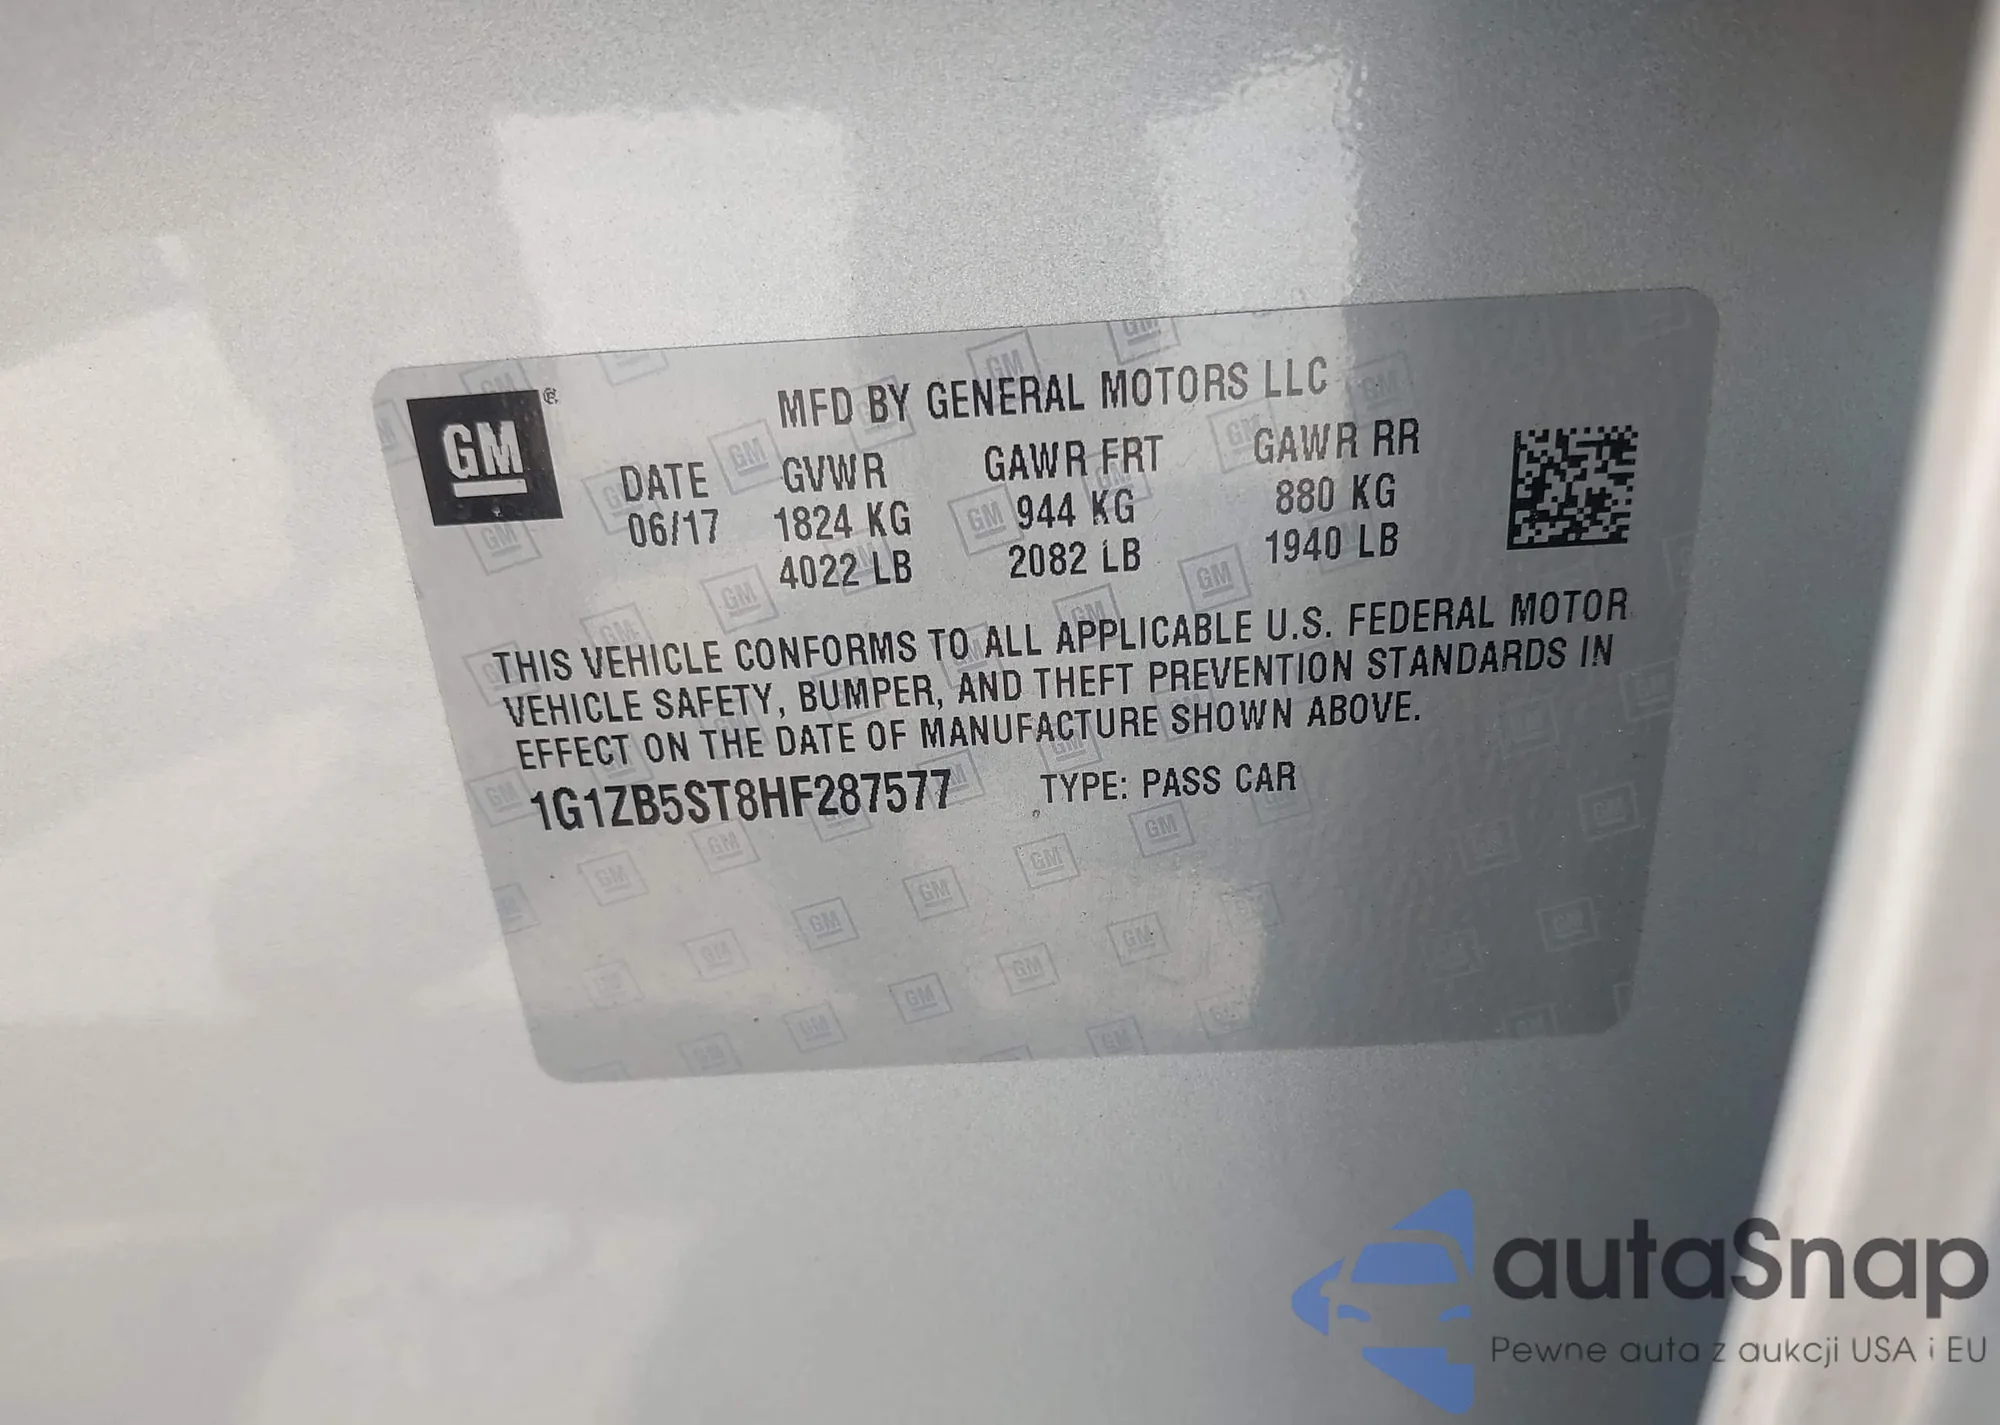 GM ®
MFD BY GENERAL MOTORS LLC
DATE GVWR GAWR FRT GAWR RR
06/17 1824 KG 944 KG 880 KG
4022 LB 2082 LB 1940 LB
THIS VEHICLE CONFORMS TO ALL APPLICABLE U.S. FEDERAL MOTOR
VEHICLE SAFETY, BUMPER, AND THEFT PREVENTION STANDARDS IN
EFFECT ON THE DATE OF MANUFACTURE SHOWN ABOVE.
1G1ZB5ST8HF287577 TYPE: PASS CAR
autaSnap
Pewne auta z aukcji USA i EU